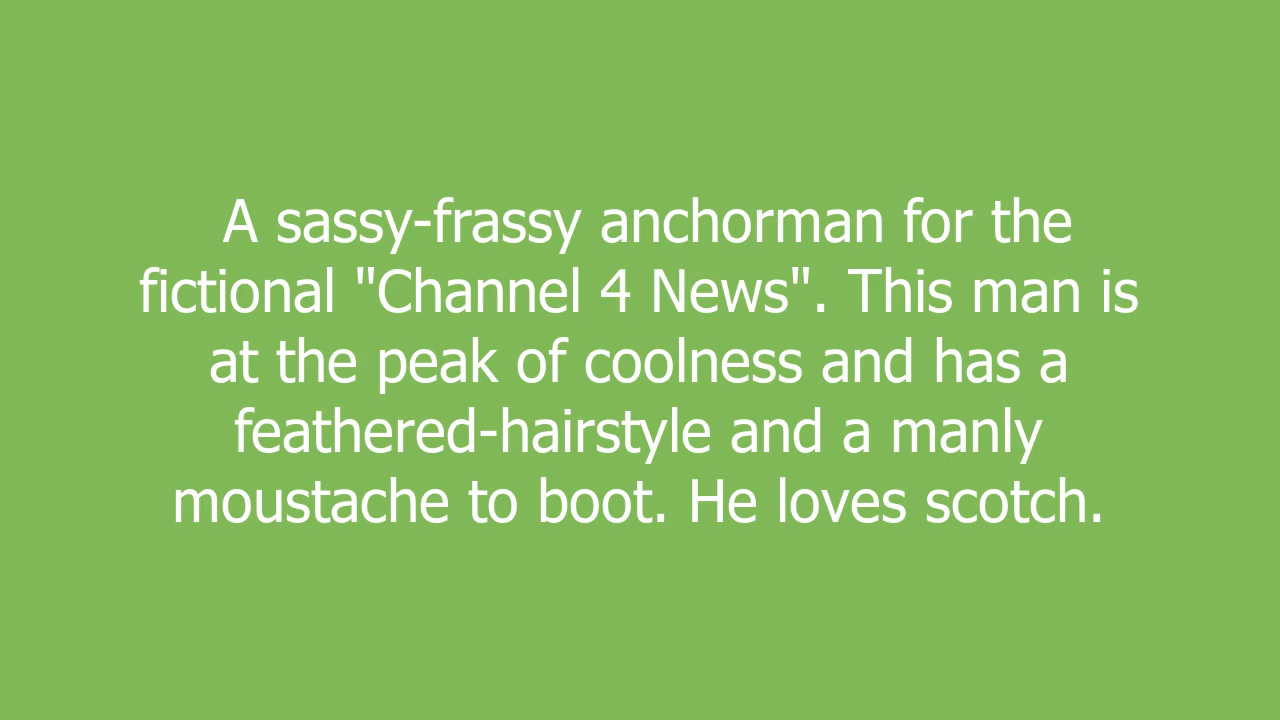 A sassy-frassy anchorman for the
fictional "Channel 4 News". This man is
at the peak of coolness and has a
feathered-hairstyle and a manly
moustache to boot. He loves scotch.